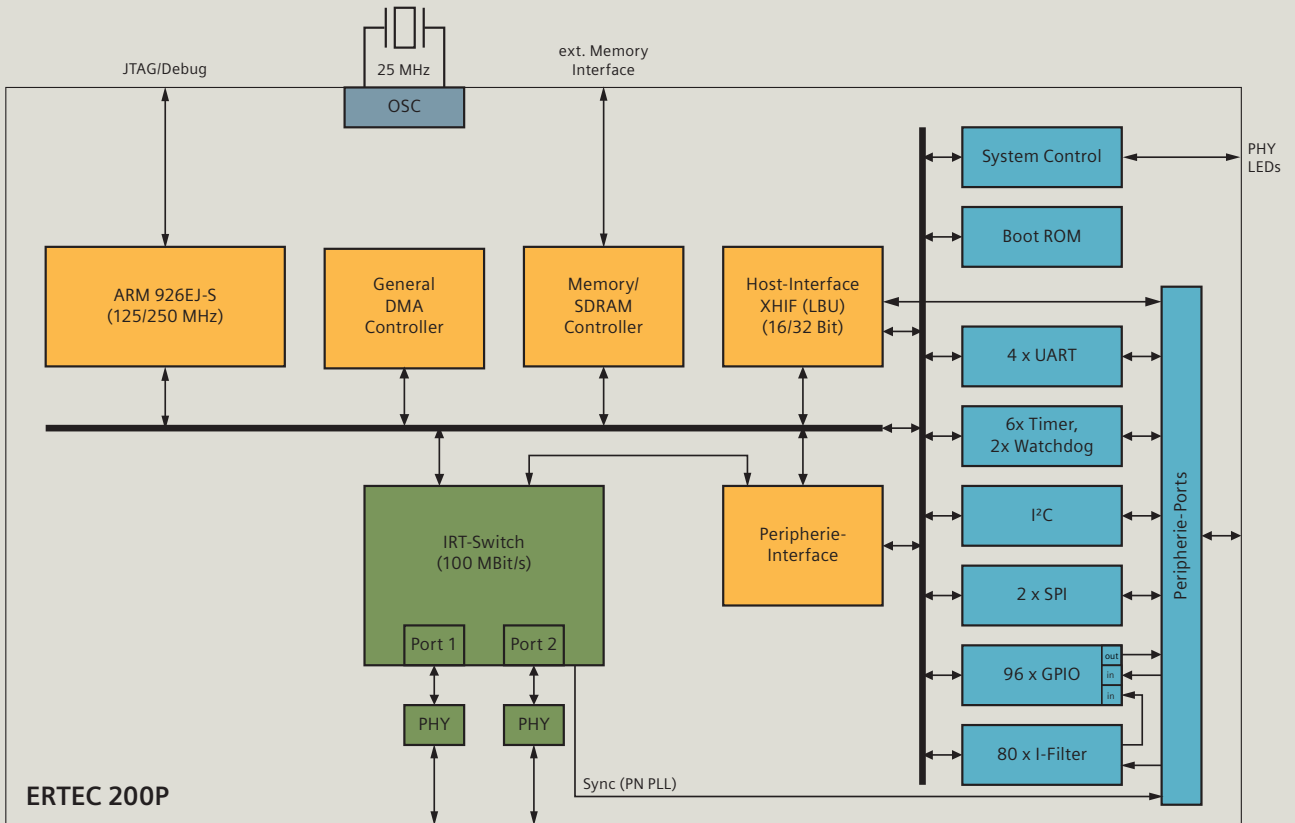 JTAG/Debug
25 MHz
OSC
ext. Memory
Interface
System Control
PHY
LEDs
Boot ROM
ARM 926EJ-S
(125/250 MHz)
General
DMA
Controller
Memory/
SDRAM
Controller
Host-Interface
XHIF (LBU)
(16/32 Bit)
4 x UART
6x Timer,
2x Watchdog
I²C
2 x SPI
96 x GPIO
out
in
in
80 x I-Filter
Peripherie-Ports
IRT-Switch
(100 MBit/s)
Peripherie-
Interface
Port 1
Port 2
PHY
PHY
Sync (PN PLL)
ERTEC 200P